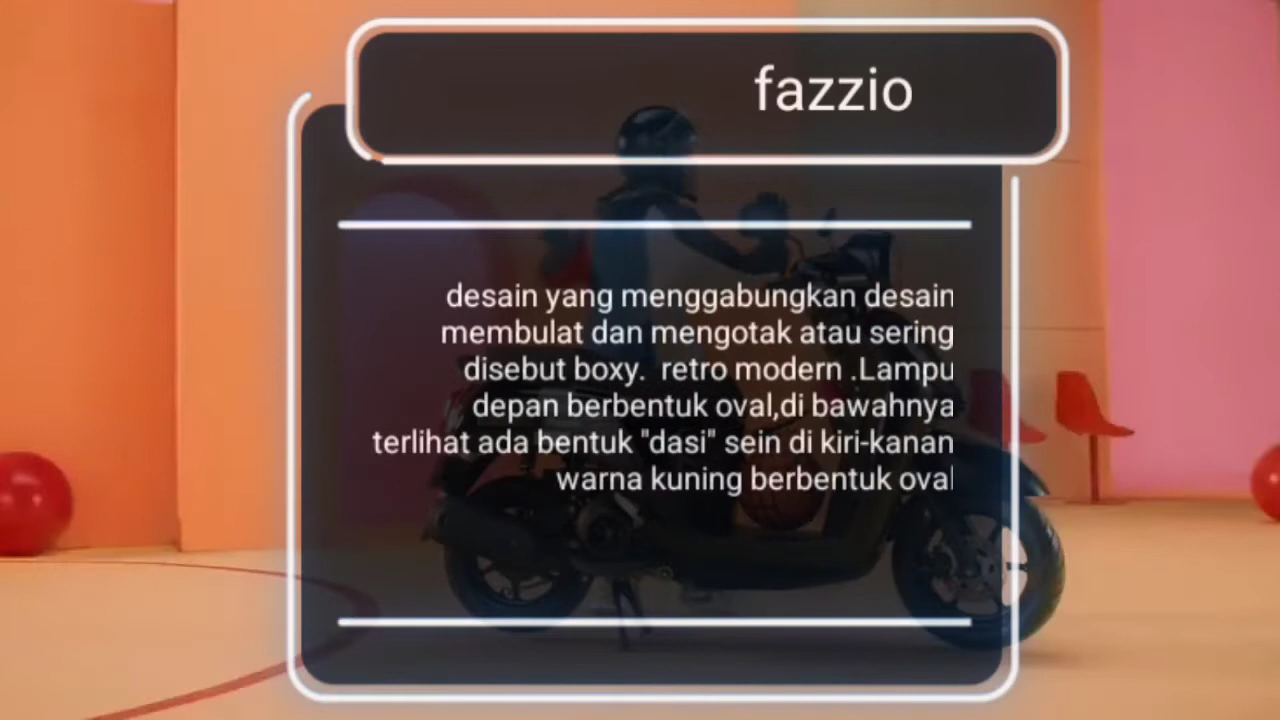 fazzio
desain yang menggabungkan desain
membulat dan mengotak atau sering
disebut boxy.  retro modern .Lampu
depan berbentuk oval,di bawahnya
terlihat ada bentuk "dasi" sein di kiri-kanan
warna kuning berbentuk oval